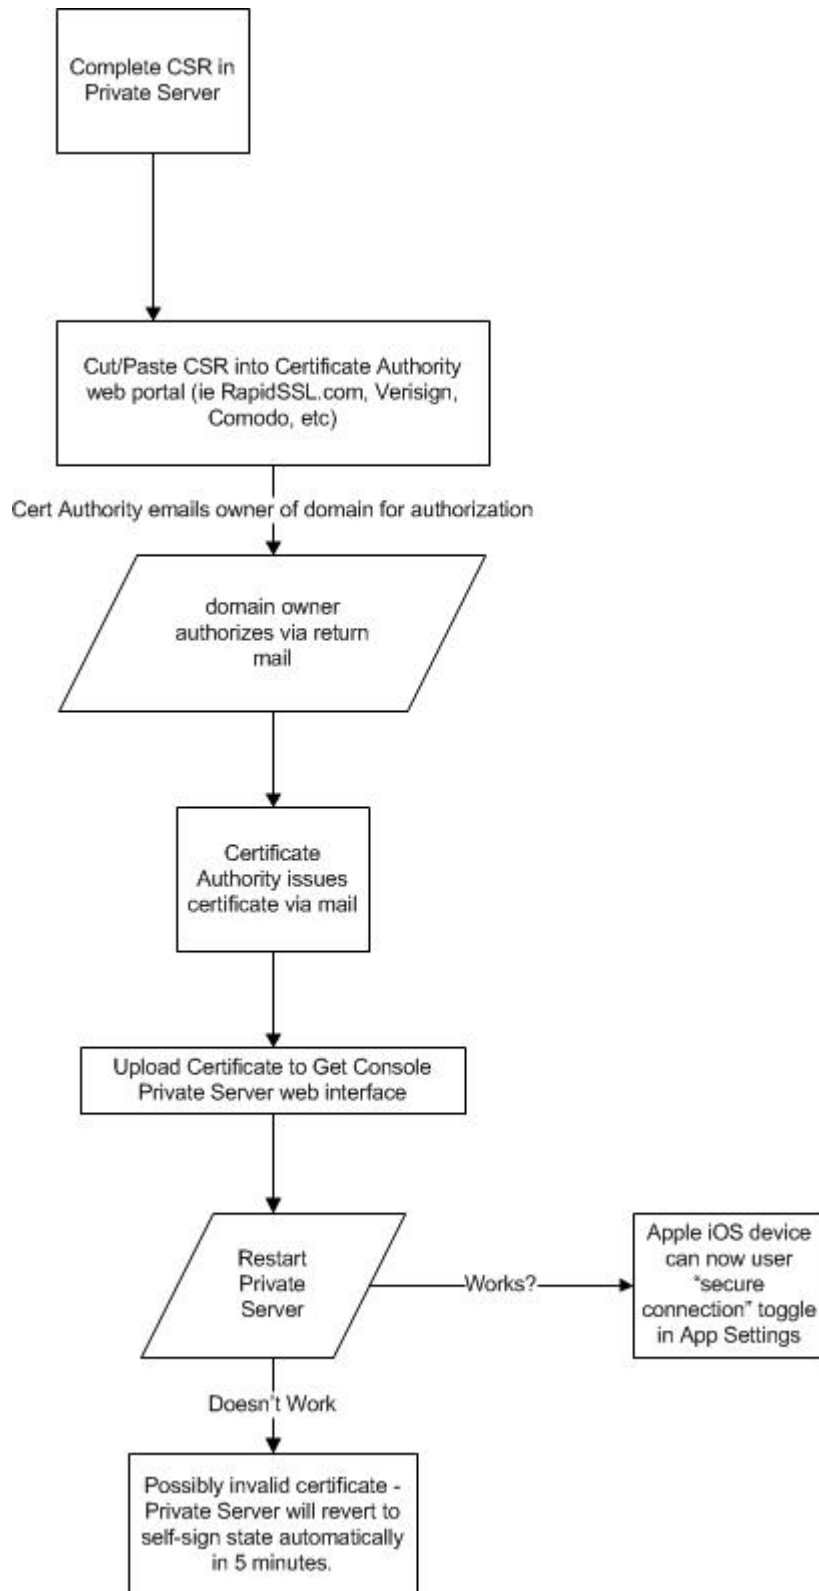 Complete CSR in
Private Server
Cut/Paste CSR into Certificate Authority
web portal (ie RapidSSL.com, Verisign,
Comodo, etc)
Cert Authority emails owner of domain for authorization
domain owner
authorizes via return
mail
Certificate
Authority issues
certificate via mail
Upload Certificate to Get Console
Private Server web interface
Restart
Private
Server
Works?
Apple iOS device
can now user
“secure
connection” toggle
in App Settings
Doesn't Work
Possibly invalid certificate -
Private Server will revert to
self-sign state automatically
in 5 minutes.